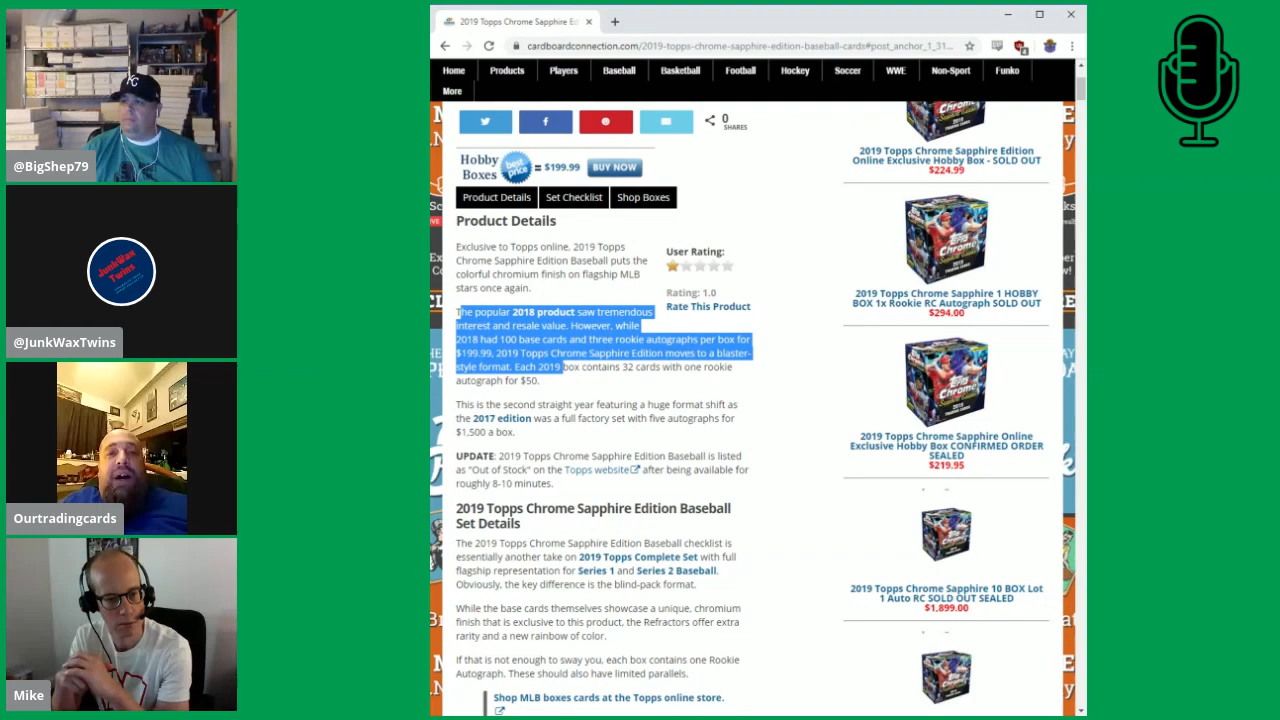 KC
@BigShep79
JunkWax
Twins
@JunkWaxTwins
Ourtradingcards
Mike
2019 Topps Chrome Sapphire Ed
cardboardconnection.com/2019-topps-chrome-sapphire-edition-baseball-cards#post_anchor_1_31...
4
Home
Products
Players
Baseball
Basketball
Football
Hockey
Soccer
WWE
Non-Sport
Funko
More
0
SHARES
Hobby
Boxes
best
price
= $199.99
BUY NOW
Product Details
Set Checklist
Shop Boxes
Product Details
Exclusive to Topps online, 2019 Topps
Chrome Sapphire Edition Baseball puts the
colorful chromium finish on flagship MLB
stars once again.
User Rating:
Rating: 1.0
Rate This Product
The popular 2018 product saw tremendous
interest and resale value. However, while
2018 had 100 base cards and three rookie autographs per box for
$199.99, 2019 Topps Chrome Sapphire Edition moves to a blaster-
style format. Each 2019 box contains 32 cards with one rookie
autograph for $50.
This is the second straight year featuring a huge format shift as
the 2017 edition was a full factory set with five autographs for
$1,500 a box.
UPDATE: 2019 Topps Chrome Sapphire Edition Baseball is listed
as "Out of Stock" on the Topps website after being available for
roughly 8-10 minutes.
2019 Topps Chrome Sapphire Edition Baseball
Set Details
The 2019 Topps Chrome Sapphire Edition Baseball checklist is
essentially another take on 2019 Topps Complete Set with full
flagship representation for Series 1 and Series 2 Baseball.
Obviously, the key difference is the blind-pack format.
While the base cards themselves showcase a unique, chromium
finish that is exclusive to this product, the Refractors offer extra
rarity and a new rainbow of color.
If that is not enough to sway you, each box contains one Rookie
Autograph. These should also have limited parallels.
Shop MLB boxes cards at the Topps online store.
2019 Topps Chrome Sapphire Edition
Online Exclusive Hobby Box - SOLD OUT
$224.99
2019 Topps Chrome Sapphire 1 HOBBY
BOX 1x Rookie RC Autograph SOLD OUT
$294.00
2019 Topps Chrome Sapphire Online
Exclusive Hobby Box CONFIRMED ORDER
SEALED
$219.95
2019 Topps Chrome Sapphire 10 BOX Lot
1 Auto RC SOLD OUT SEALED
$1,899.00